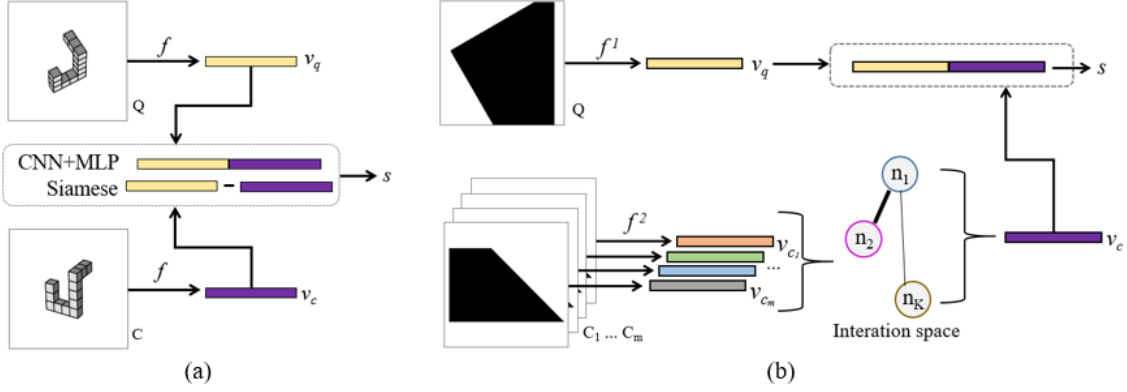 f
v_q
Q
CNN+MLP
Siamese
s
f
v_c
C
(a)
f^1
v_q
Q
s
f^2
v_{c_1}
...
v_{c_m}
C_1 ... C_m
n_1
n_2
n_K
Interation space
v_c
(b)